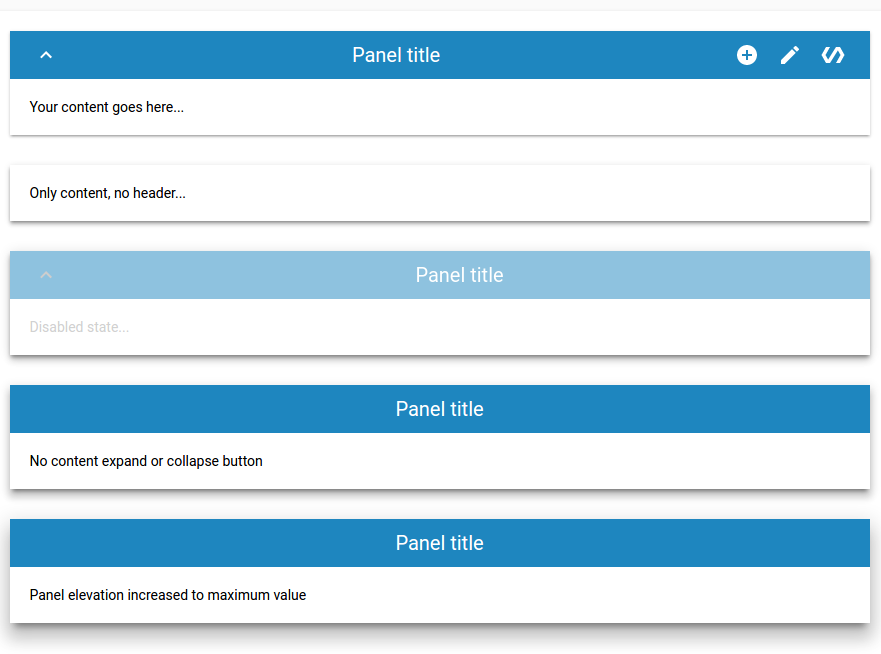 Panel title
Your content goes here...
Only content, no header...
Panel title
Disabled state...
Panel title
No content expand or collapse button
Panel title
Panel elevation increased to maximum value